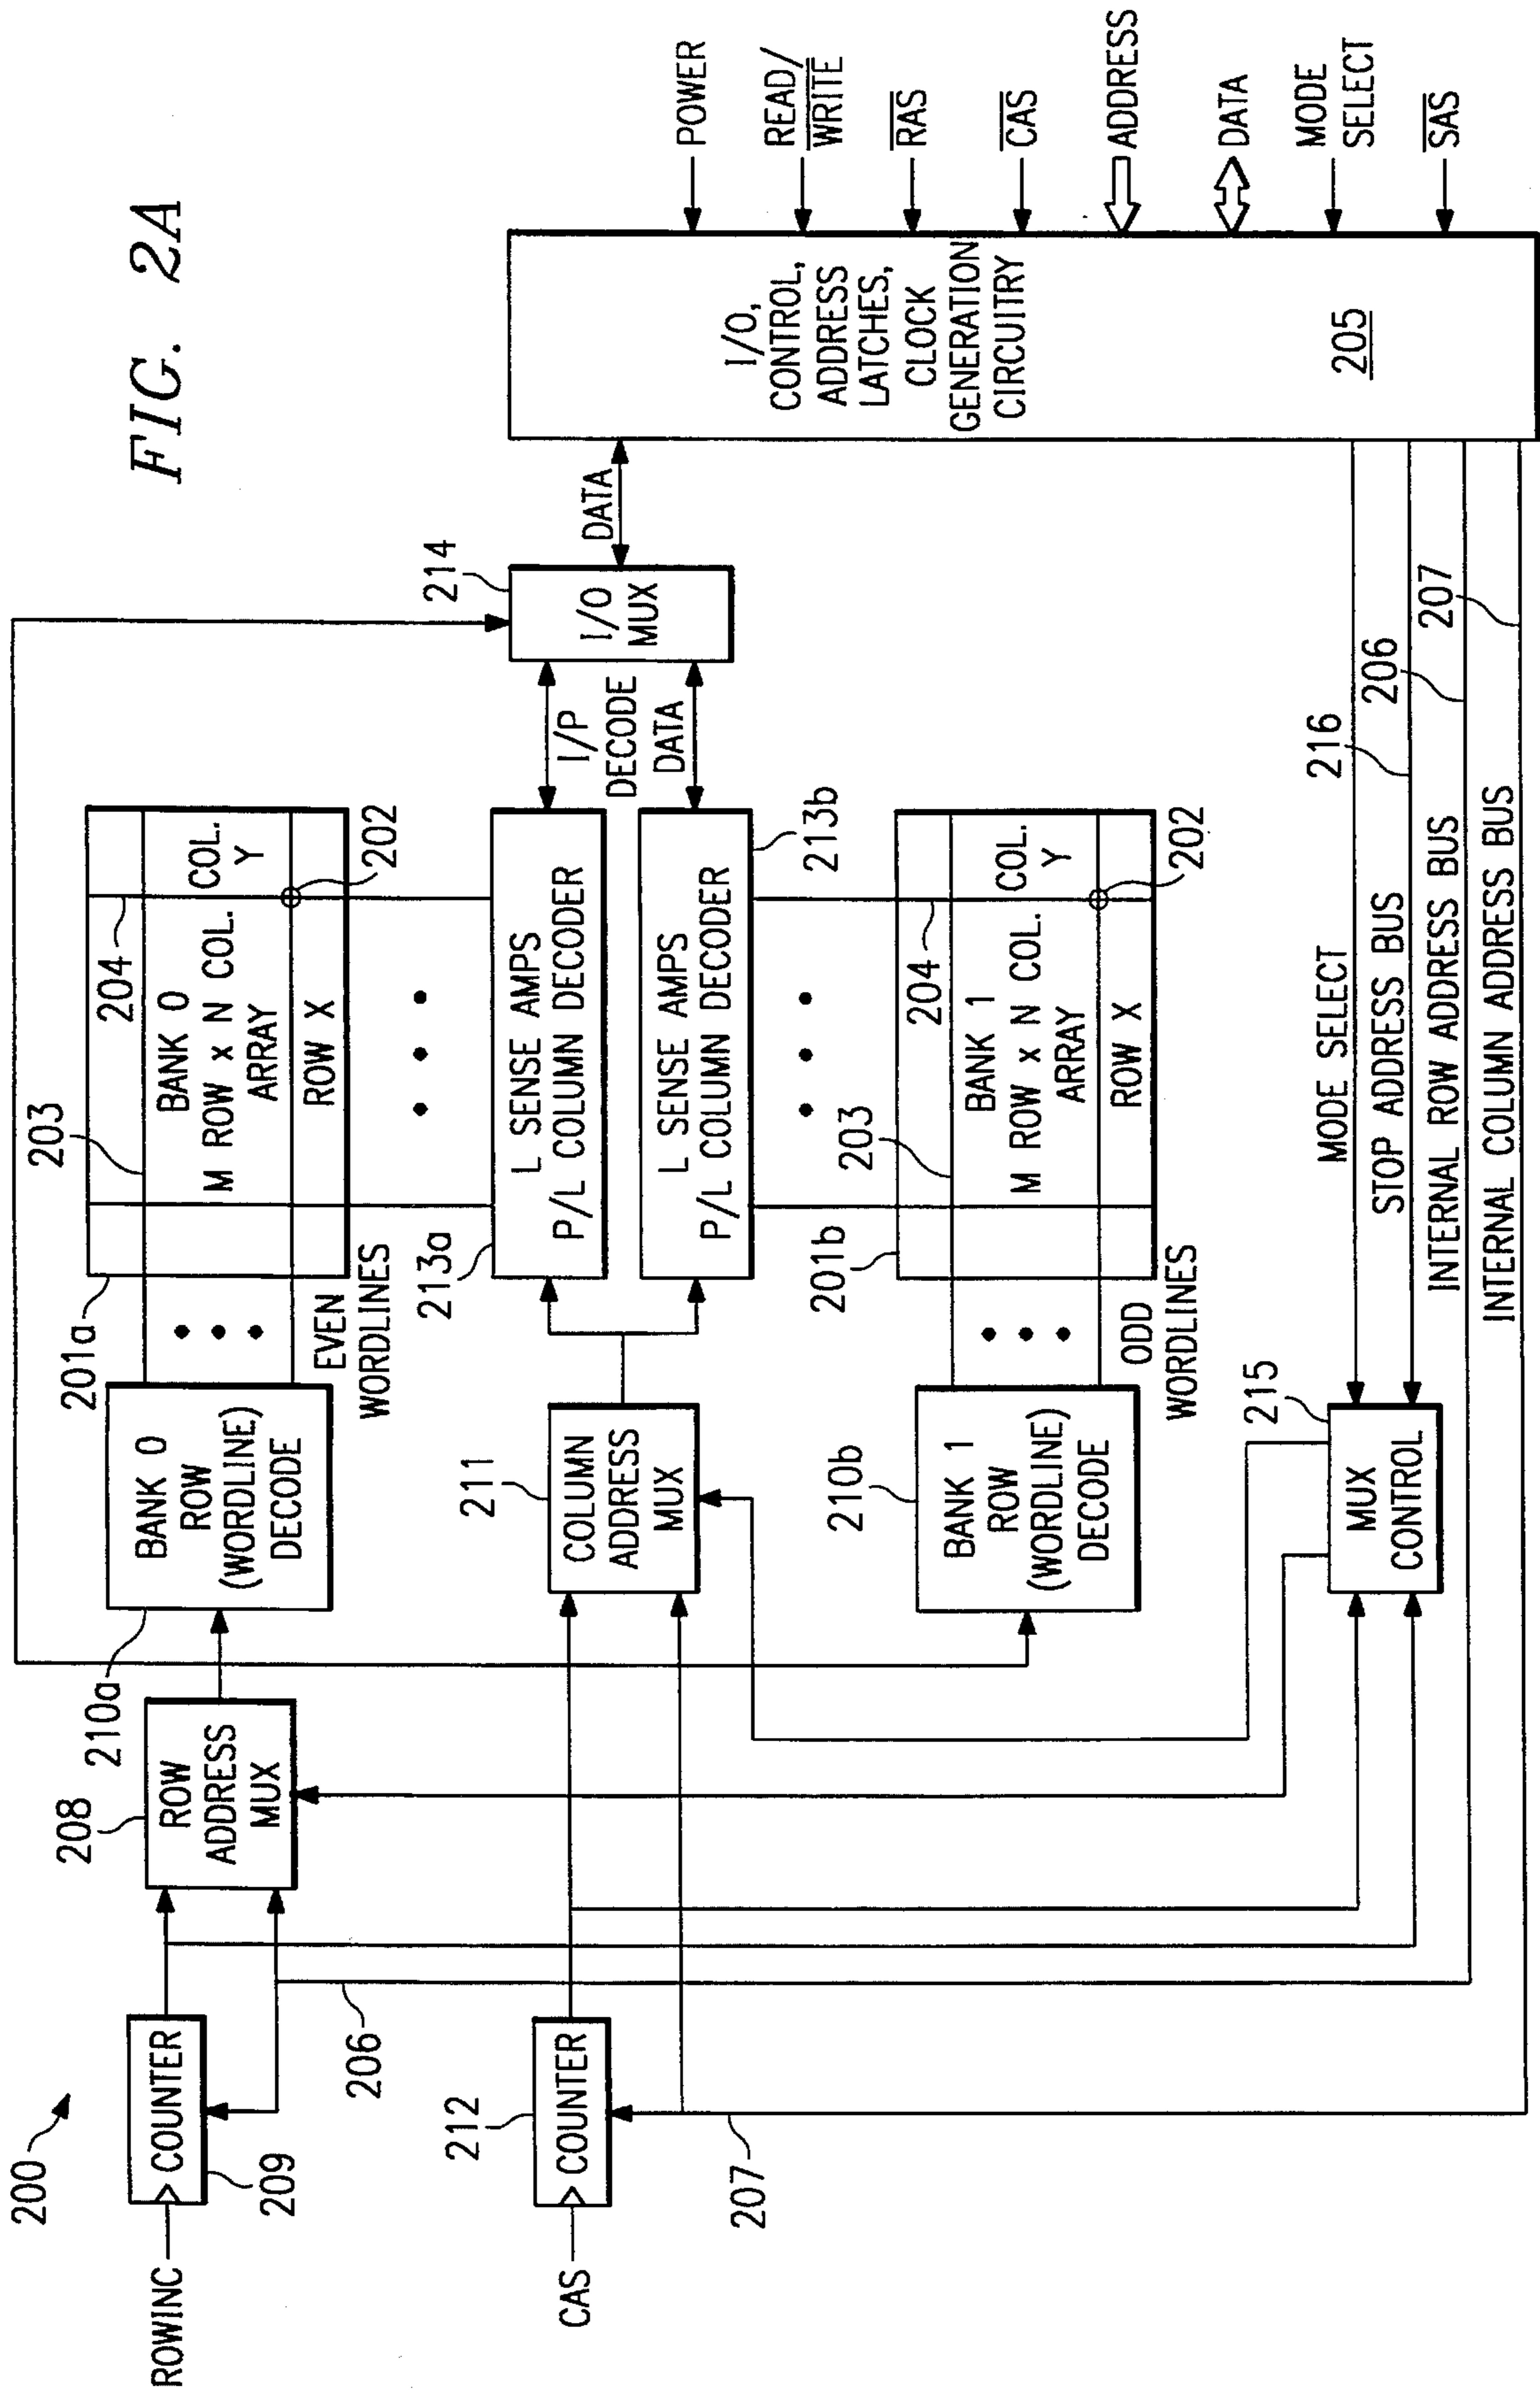 FIG. 2A
200
ROWINC
COUNTER
209
206
208
ROW
ADDRESS
MUX
210a
BANK 0
ROW
(WORDLINE)
DECODE
EVEN
WORDLINES
201a
203
204
BANK 0
M ROW x N COL.
ARRAY
COL.
Y
ROW X
202
CAS
COUNTER
212
207
211
COLUMN
ADDRESS
MUX
213a
L SENSE AMPS
P/L COLUMN DECODER
L SENSE AMPS
P/L COLUMN DECODER
213b
I/P
DECODE
DATA
214
I/O
MUX
DATA
210b
BANK 1
ROW
(WORDLINE)
DECODE
ODD
WORDLINES
201b
203
204
BANK 1
M ROW x N COL.
ARRAY
COL.
Y
ROW X
202
215
MUX
CONTROL
MODE SELECT
STOP ADDRESS BUS
INTERNAL ROW ADDRESS BUS
INTERNAL COLUMN ADDRESS BUS
216
206
207
I/O,
CONTROL,
ADDRESS
LATCHES,
CLOCK
GENERATION
CIRCUITRY
205
POWER
READ/
WRITE
RAS
CAS
ADDRESS
DATA
MODE
SELECT
SAS